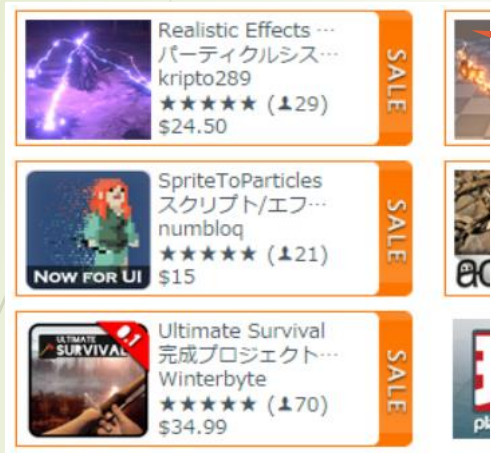 Realistic Effects …
パーティクルシス…
kripto289
★★★★★ (29)
$24.50
SALE
SpriteToParticles
スクリプト/エフ…
numbloq
★★★★★ (21)
$15
SALE
NOW FOR UI
Ultimate Survival
完成プロジェクト…
Winterbyte
★★★★★ (70)
$34.99
SALE
ULTIMATE
SURVIVAL
0.1